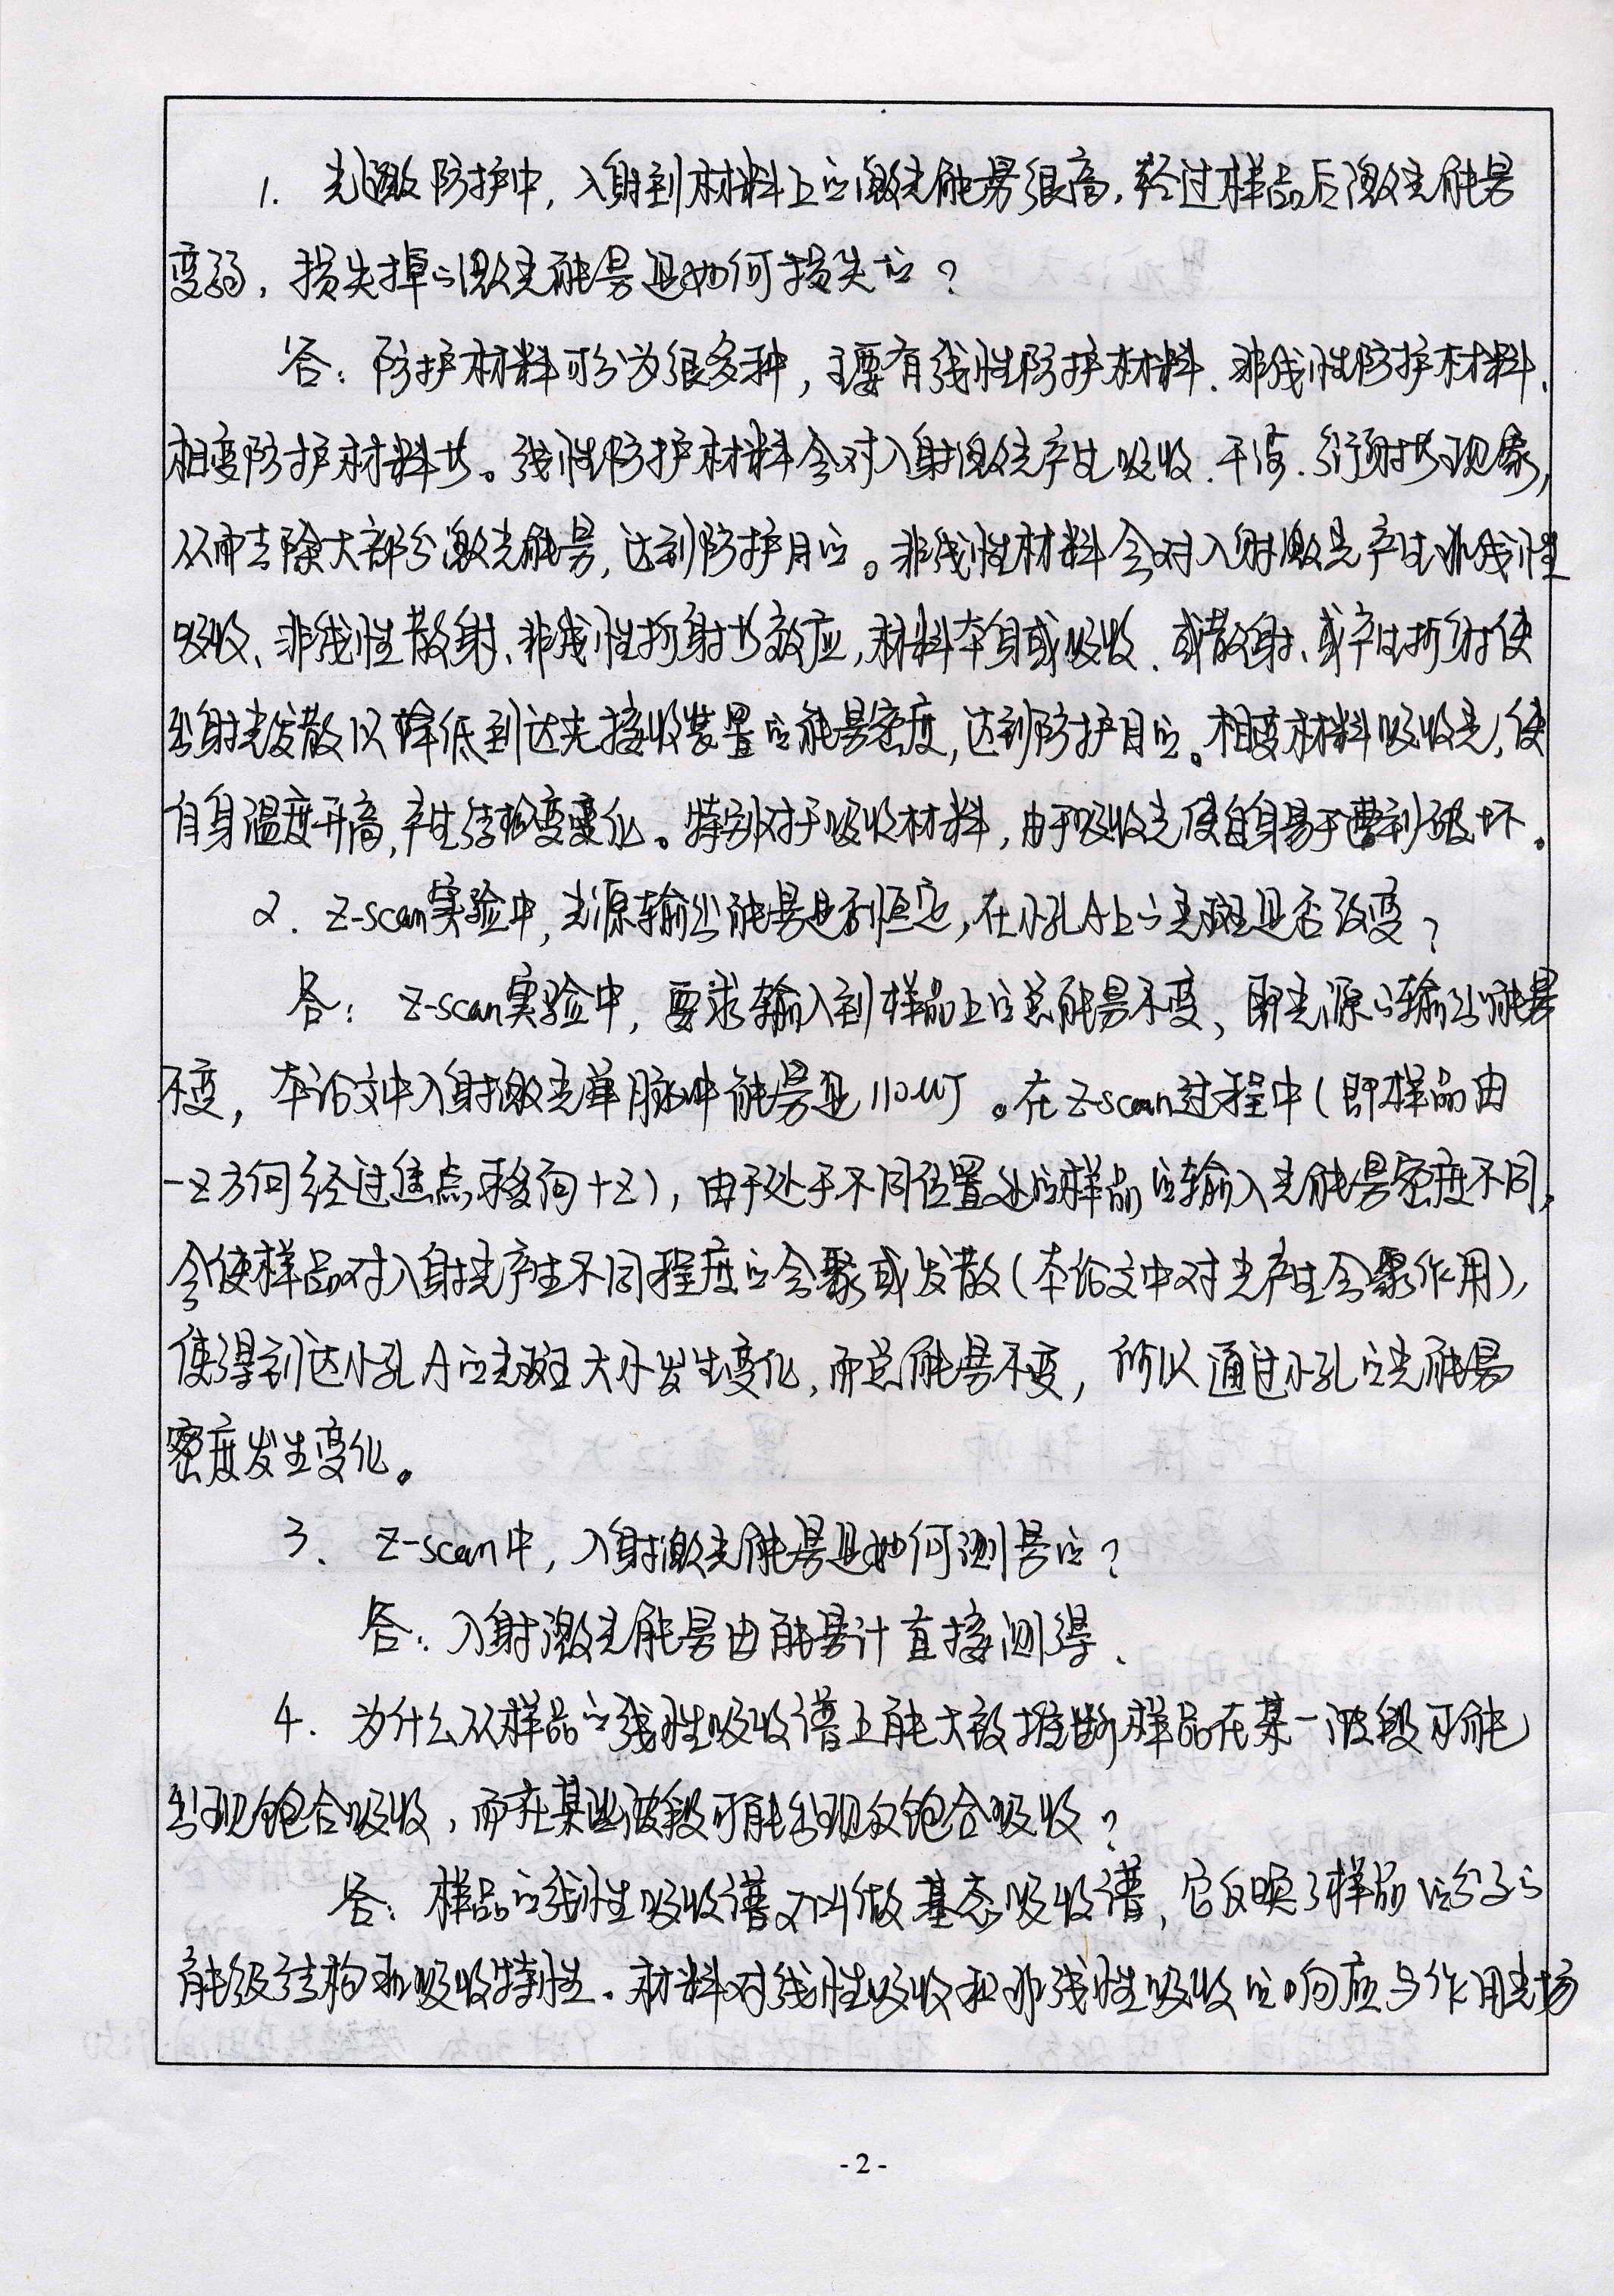 1. 光激防护中，入射到材料上的激光能量很高，经过样品后激光能量
变弱，损失掉的激光能量是如何损失的？
答：防护材料可分为很多种，主要有线性防护材料、非线性防护材料、
相变防护材料等。线性防护材料会对入射激光产生吸收、干涉、衍射等现象，
从而去除大部分激光能量，达到防护目的。非线性材料会对入射激光产生非线性
吸收、非线性散射、非线性折射等效应，材料本身或吸收、或散射、或产生折射使
出射光发散以降低到达光接收装置的能量密度，达到防护目的。相变材料吸收光，使
自身温度升高，产生结构变化。特别对于吸收材料，由于吸收光使自身易于遭到破坏。
2. Z-scan实验中，光源输出能量是否恒定，在小孔A上的光斑是否改变？
答：Z-scan实验中，要求输入到样品上的总能量不变，即光源的输出能量
不变，本论文中入射激光单脉冲能量是110μJ。在Z-scan过程中（即样品由
-Z方向经过焦点移向+Z），由于处于不同位置处的样品的输入光能量密度不同，
会使样品对入射光产生不同程度的会聚或发散（本论文中对光产生会聚作用），
使得到达小孔A的光斑大小发生变化，而总能量不变，所以通过小孔的光能量
密度发生变化。
3. Z-scan中，入射激光能量是如何测量的？
答：入射激光能量由能量计直接测得.
4. 为什么从样品的线性吸收谱上能大致推断样品在某一波段可能
出现饱合吸收，而在某些波段可能出现反饱合吸收？
答：样品的线性吸收谱又叫做基态吸收谱，它反映了样品的分子的
能级结构和吸收特性。材料对线性吸收和非线性吸收的响应与作用光场
-2-